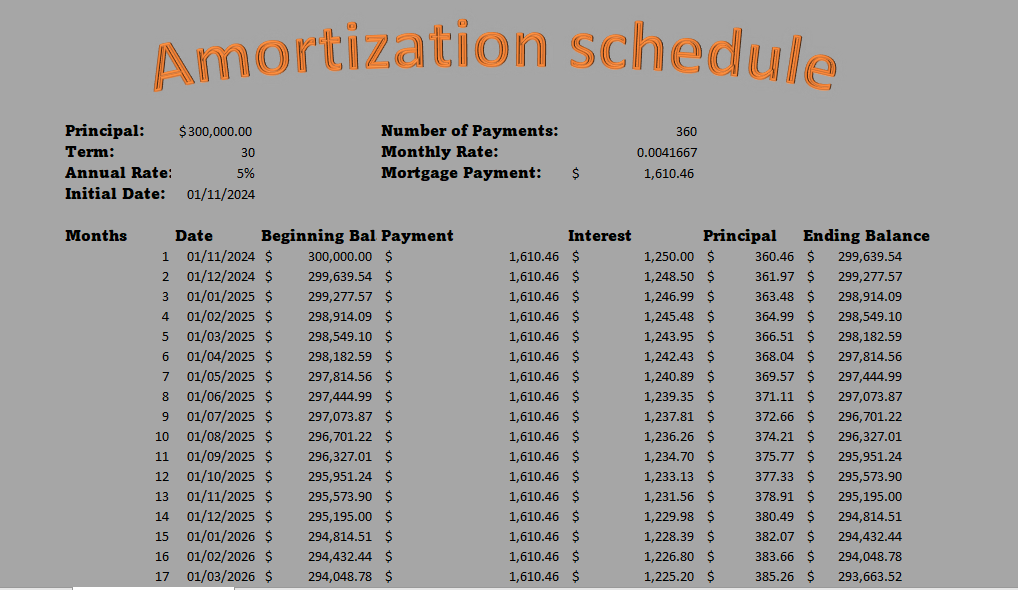 Amortization schedule
Principal: $300,000.00 Number of Payments: 360
Term: 30 Monthly Rate: 0.0041667
Annual Rate: 5% Mortgage Payment: $ 1,610.46
Initial Date: 01/11/2024
Months Date Beginning Bal Payment Interest Principal Ending Balance
1 01/11/2024 $ 300,000.00 $ 1,610.46 $ 1,250.00 $ 360.46 $ 299,639.54
2 01/12/2024 $ 299,639.54 $ 1,610.46 $ 1,248.50 $ 361.97 $ 299,277.57
3 01/01/2025 $ 299,277.57 $ 1,610.46 $ 1,246.99 $ 363.48 $ 298,914.09
4 01/02/2025 $ 298,914.09 $ 1,610.46 $ 1,245.48 $ 364.99 $ 298,549.10
5 01/03/2025 $ 298,549.10 $ 1,610.46 $ 1,243.95 $ 366.51 $ 298,182.59
6 01/04/2025 $ 298,182.59 $ 1,610.46 $ 1,242.43 $ 368.04 $ 297,814.56
7 01/05/2025 $ 297,814.56 $ 1,610.46 $ 1,240.89 $ 369.57 $ 297,444.99
8 01/06/2025 $ 297,444.99 $ 1,610.46 $ 1,239.35 $ 371.11 $ 297,073.87
9 01/07/2025 $ 297,073.87 $ 1,610.46 $ 1,237.81 $ 372.66 $ 296,701.22
10 01/08/2025 $ 296,701.22 $ 1,610.46 $ 1,236.26 $ 374.21 $ 296,327.01
11 01/09/2025 $ 296,327.01 $ 1,610.46 $ 1,234.70 $ 375.77 $ 295,951.24
12 01/10/2025 $ 295,951.24 $ 1,610.46 $ 1,233.13 $ 377.33 $ 295,573.90
13 01/11/2025 $ 295,573.90 $ 1,610.46 $ 1,231.56 $ 378.91 $ 295,195.00
14 01/12/2025 $ 295,195.00 $ 1,610.46 $ 1,229.98 $ 380.49 $ 294,814.51
15 01/01/2026 $ 294,814.51 $ 1,610.46 $ 1,228.39 $ 382.07 $ 294,432.44
16 01/02/2026 $ 294,432.44 $ 1,610.46 $ 1,226.80 $ 383.66 $ 294,048.78
17 01/03/2026 $ 294,048.78 $ 1,610.46 $ 1,225.20 $ 385.26 $ 293,663.52